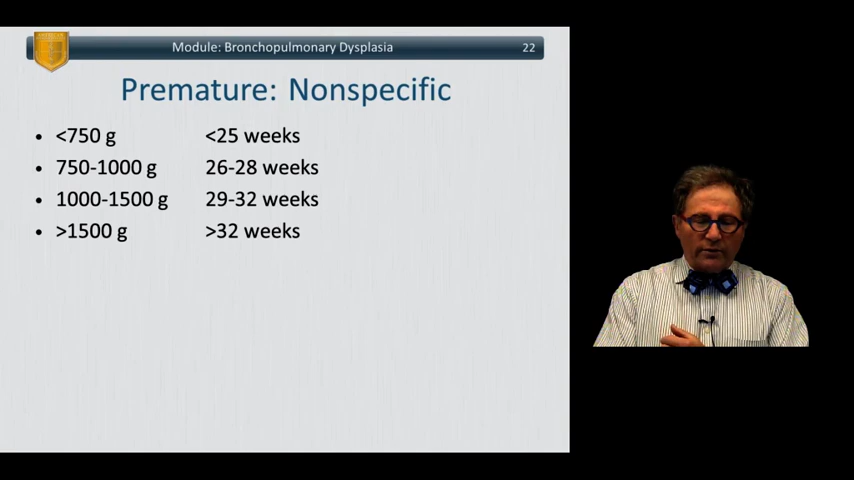 Module: Bronchopulmonary Dysplasia 22
Premature: Nonspecific
• <750 g <25 weeks
• 750-1000 g 26-28 weeks
• 1000-1500 g 29-32 weeks
• >1500 g >32 weeks